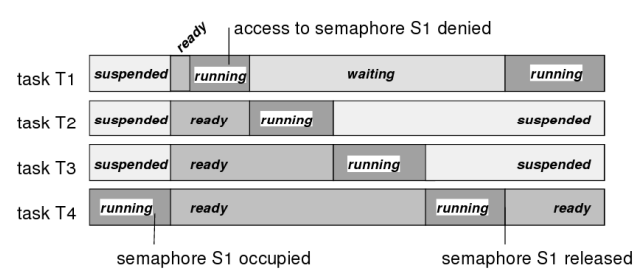 access to semaphore S1 denied
ready
task T1 suspended running waiting running
task T2 suspended ready running suspended
task T3 suspended ready running suspended
task T4 running ready running ready
semaphore S1 occupied semaphore S1 released